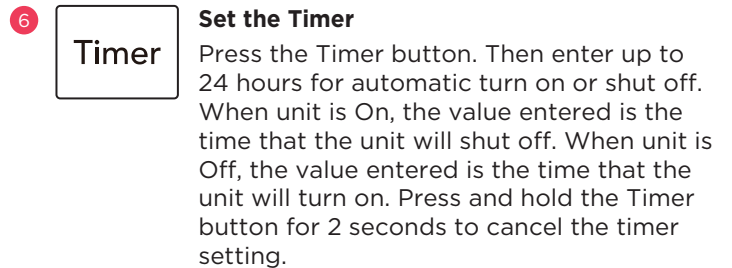 6
Timer
Set the Timer
Press the Timer button. Then enter up to
24 hours for automatic turn on or shut off.
When unit is On, the value entered is the
time that the unit will shut off. When unit is
Off, the value entered is the time that the
unit will turn on. Press and hold the Timer
button for 2 seconds to cancel the timer
setting.